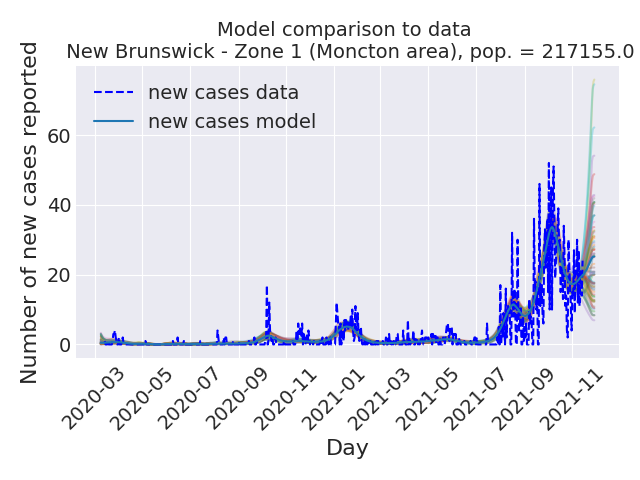 Model comparison to data
New Brunswick - Zone 1 (Moncton area), pop. = 217155.0
Number of new cases reported
new cases data
new cases model
60
40
20
0
2020-03
2020-05
2020-07
2020-09
2020-11
2021-01
2021-03
2021-05
2021-07
2021-09
2021-11
Day